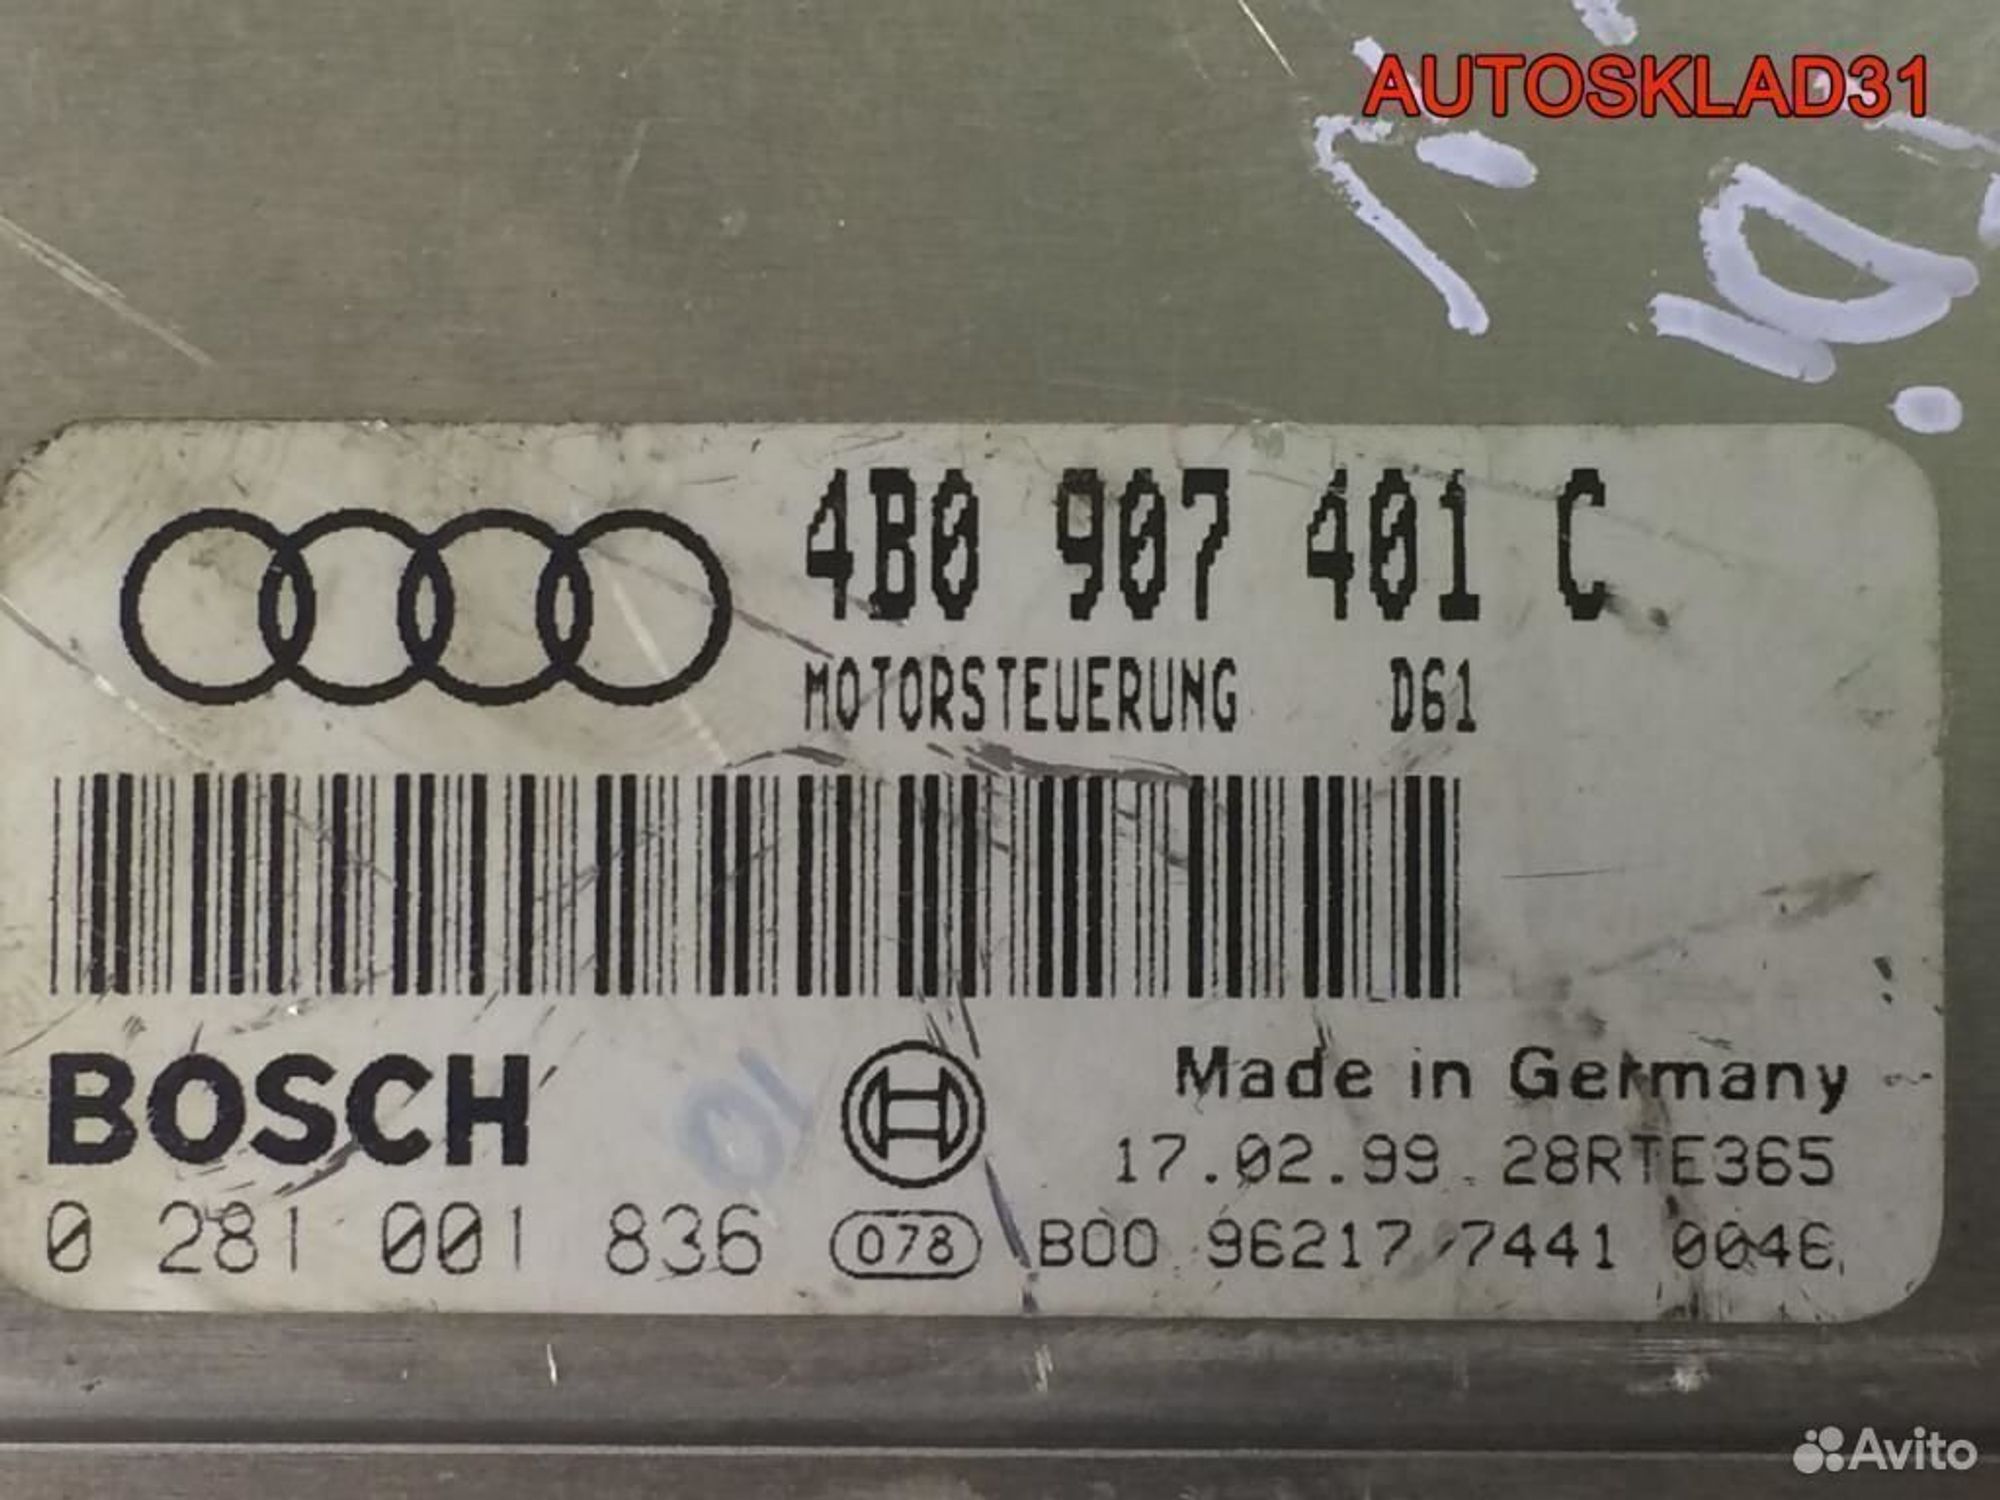 AUTOSKLAD31
4B0 907 401 C
MOTORSTEUERUNG D61
BOSCH
Made in Germany
17.02.99 28RTE365
0 281 001 836
078
B00 96217 7441 0046
01
Avito